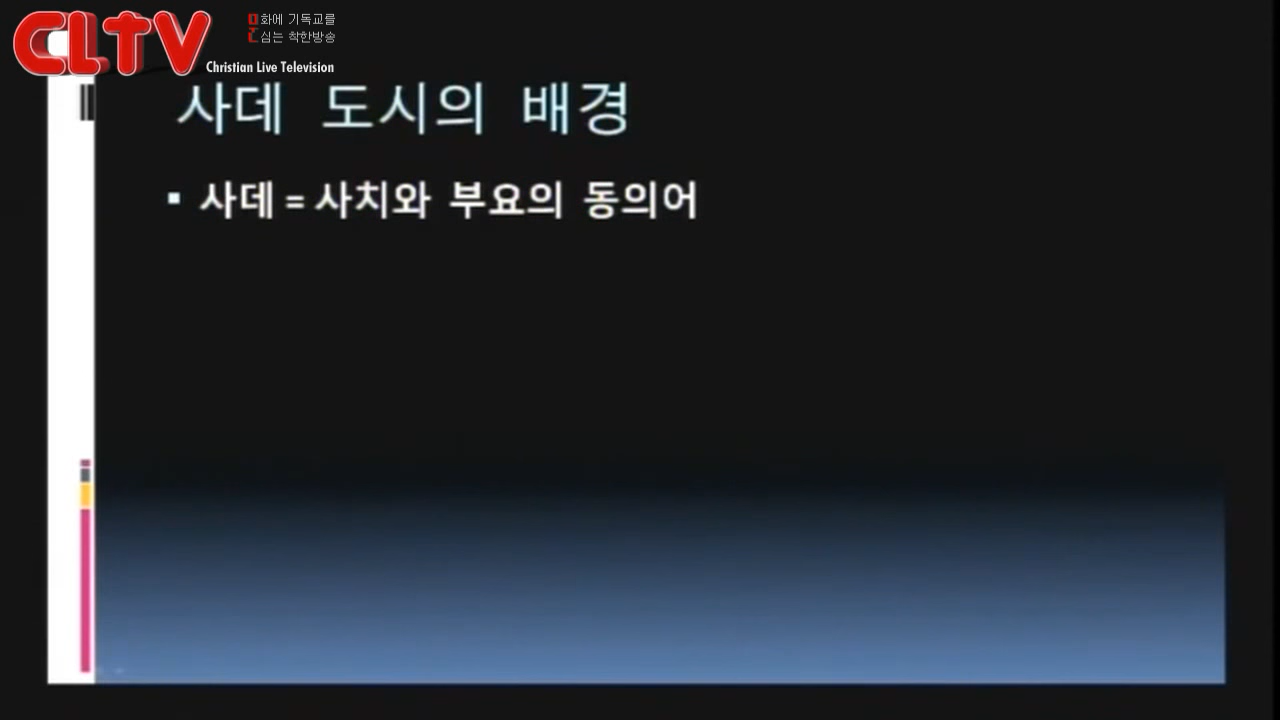 CLTV
문화에 기독교를
심는 착한방송
Christian Live Television
사데 도시의 배경
사데 = 사치와 부요의 동의어